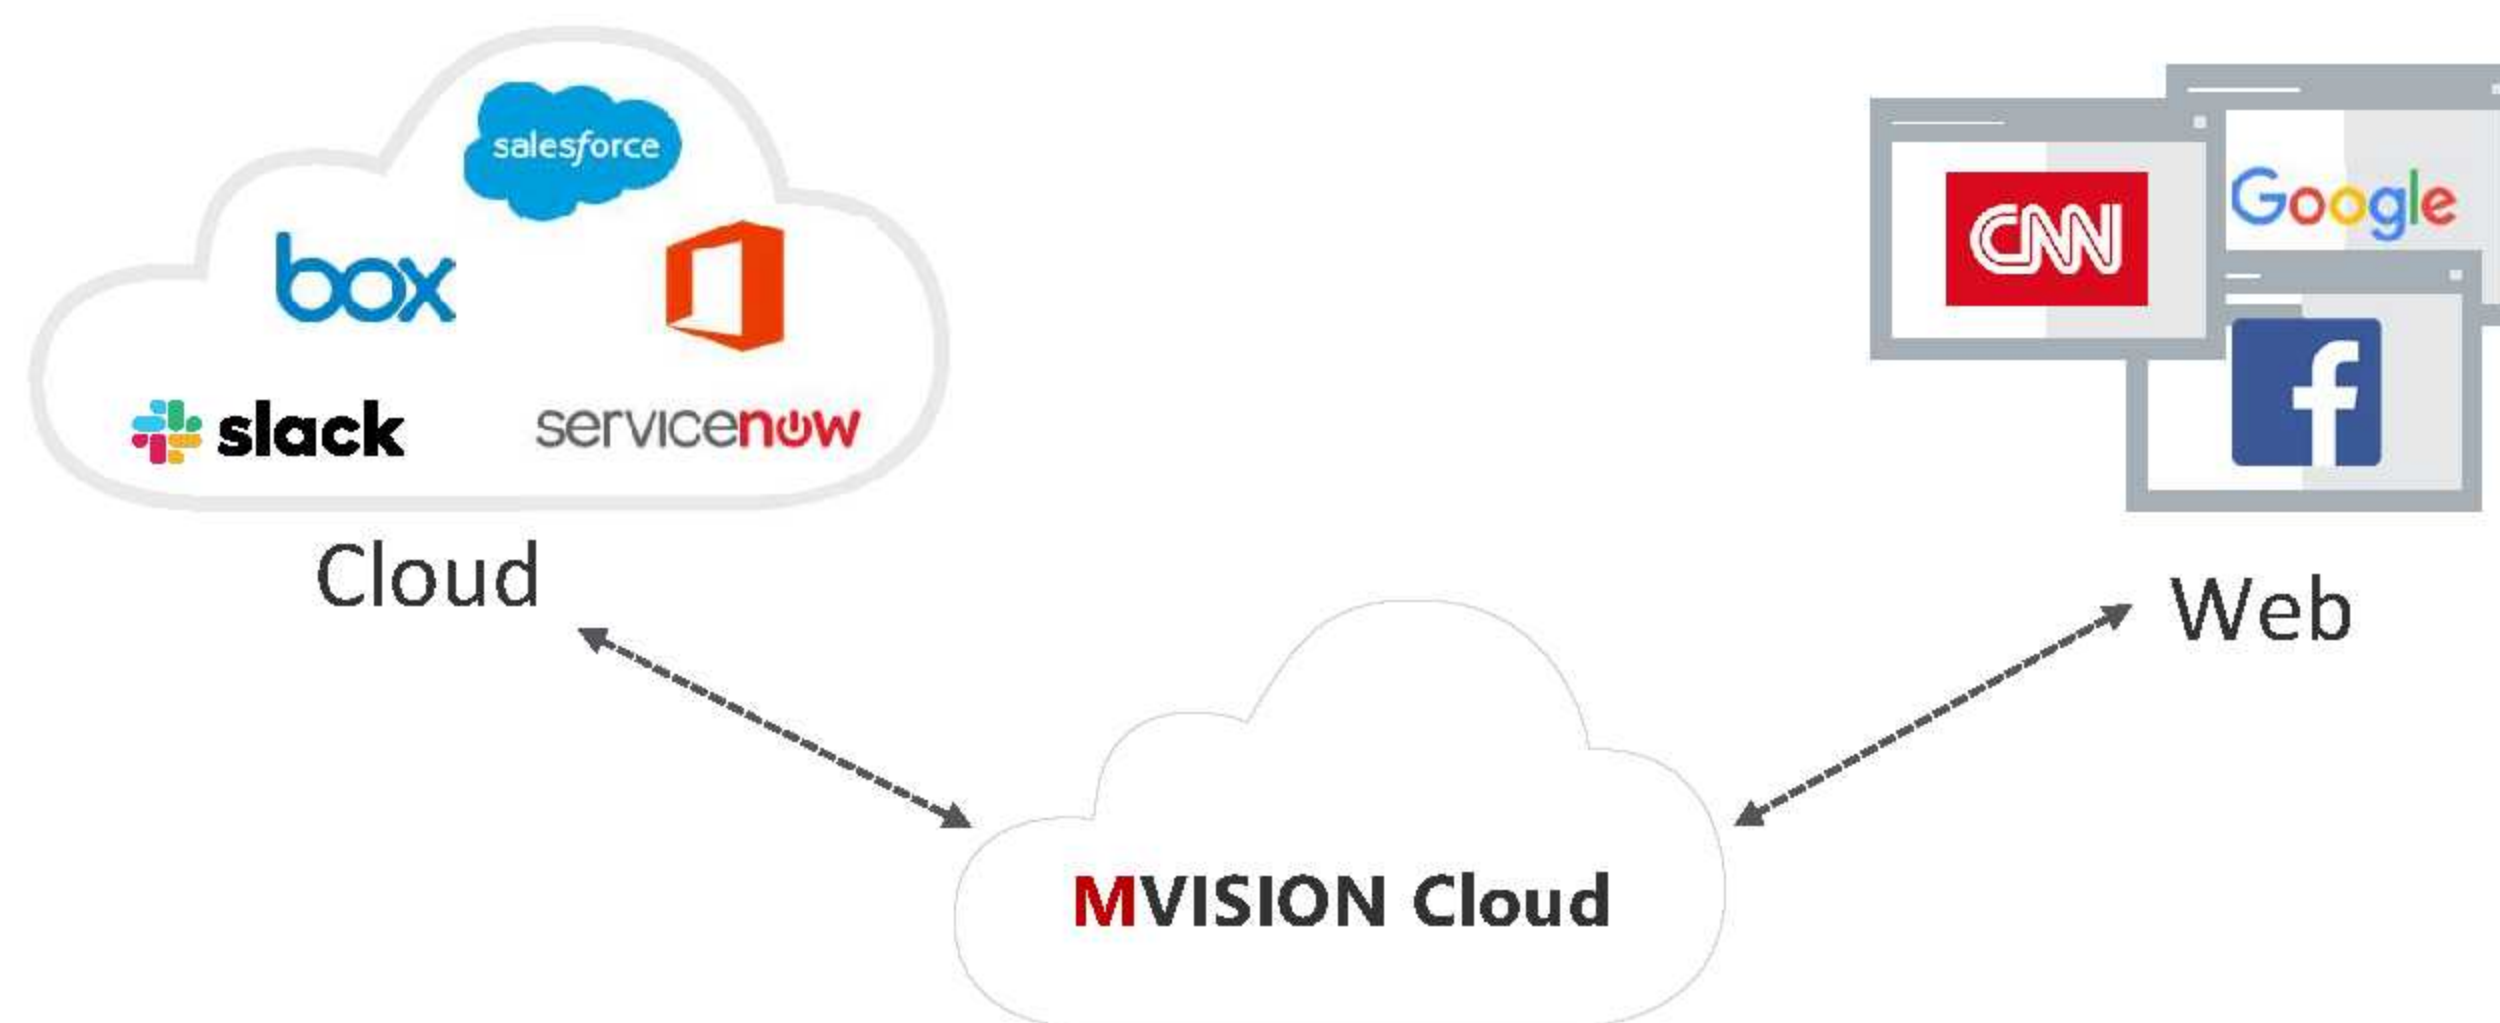 salesforce
box
slack
servicenow
Cloud
CNN
Google
f
Web
MVISION Cloud